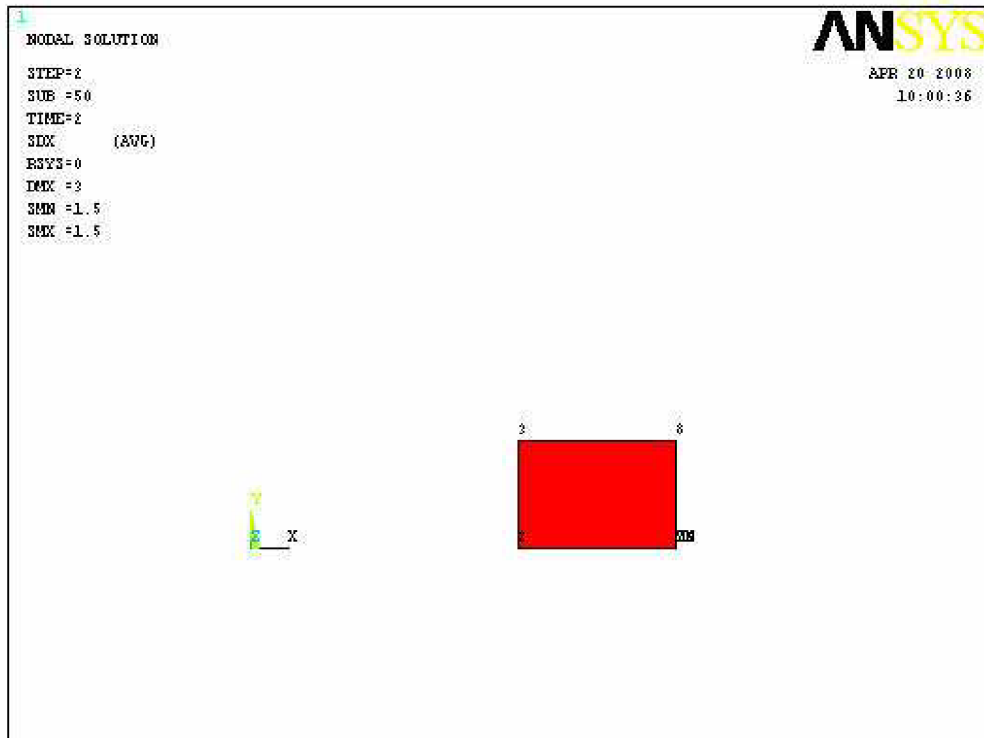 1
NODAL SOLUTION
ANSYS
STEP=2
SUB =50
TIME=2
SDX (AVG)
RSYS=0
DMX =3
SMN =1.5
SMX =1.5
APR 20 2008
10:00:36
3 8
Y
Z X
2